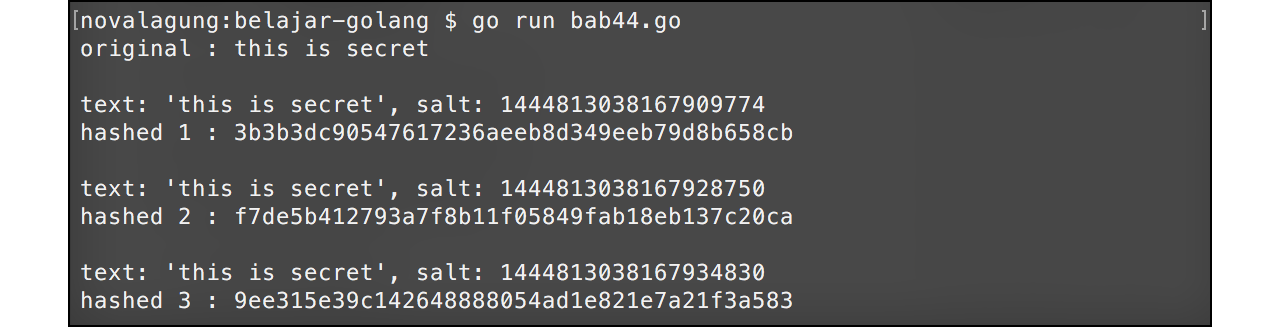 [novalagung:belajar-golang $ go run bab44.go ]
original : this is secret
text: 'this is secret', salt: 1444813038167909774
hashed 1 : 3b3b3dc90547617236aeeb8d349eeb79d8b658cb
text: 'this is secret', salt: 1444813038167928750
hashed 2 : f7de5b412793a7f8b11f05849fab18eb137c20ca
text: 'this is secret', salt: 1444813038167934830
hashed 3 : 9ee315e39c142648888054ad1e821e7a21f3a583